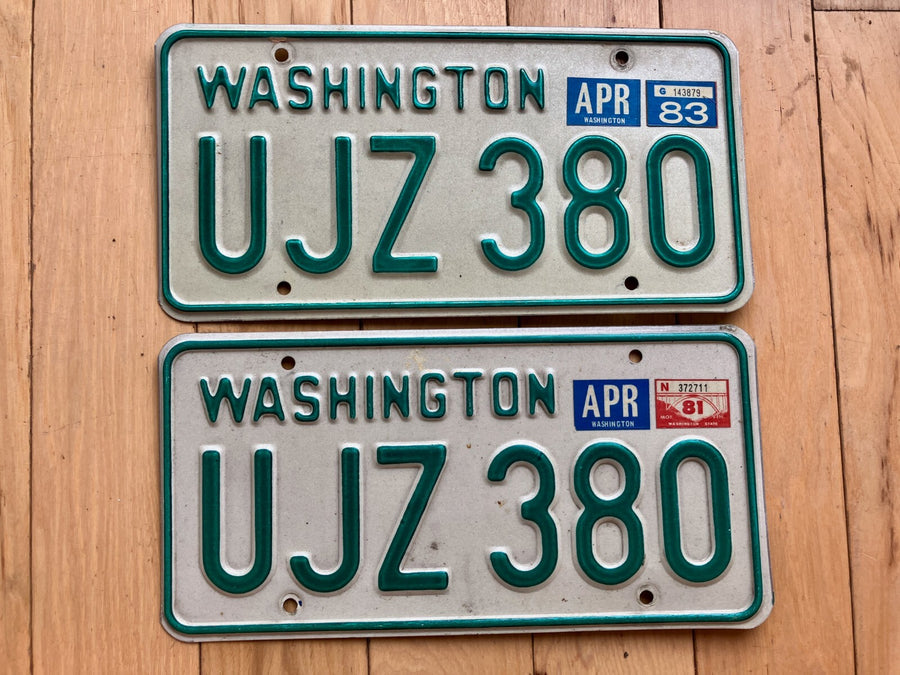 WASHINGTON APR G 143879
WASHINGTON 83
UJZ 380
WASHINGTON APR N 372711
WASHINGTON 81
WASHINGTON STATE
UJZ 380